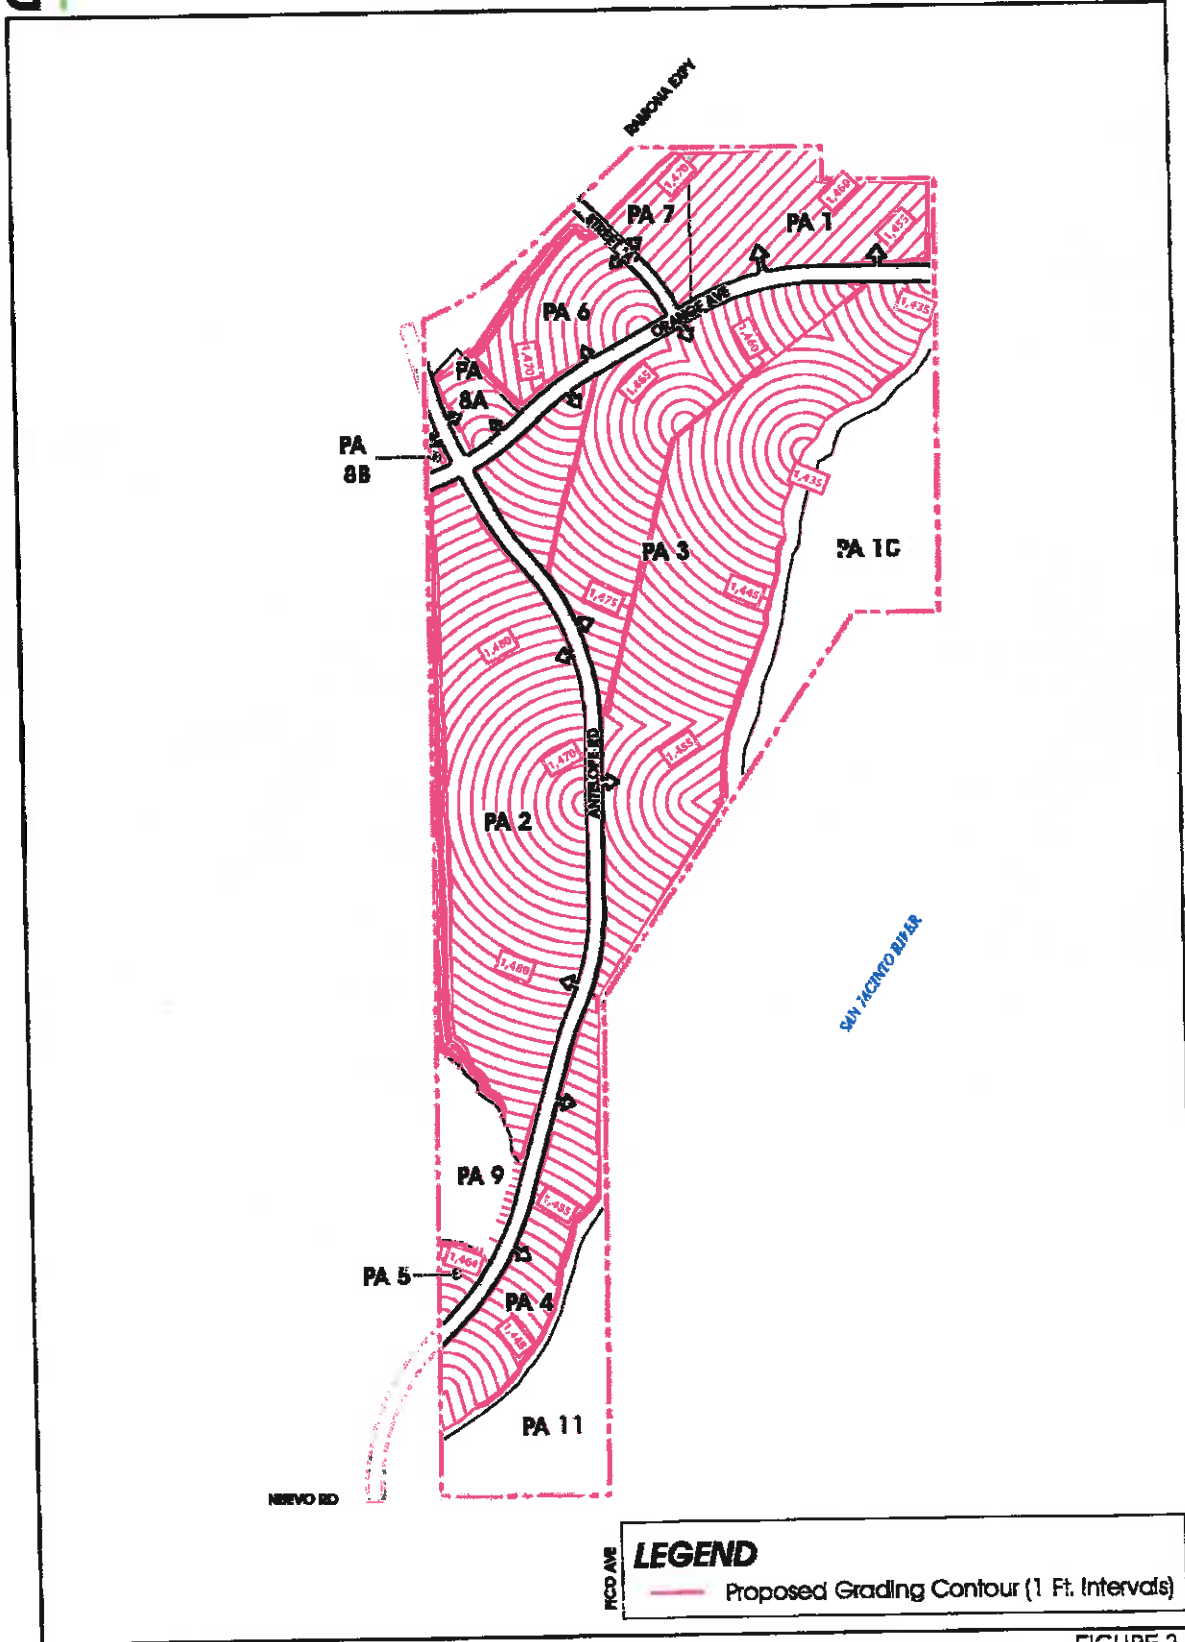 RAMONA EXPY
1,470
1,460
PA 7
STREET
PA 1
1,455
1,435
PA 6
ORANGE AVE
1,460
1,470
PA
8A
1,465
PA
8B
1,435
PA 3
PA 1C
1,475
1,445
1,480
ANTELOPE RD
1,455
1,470
PA 2
SAN JACINTO RIVER
1,480
PA 9
1,455
1,464
PA 5
PA 4
1,445
PA 11
NUEVO RD
PICO AVE
LEGEND
Proposed Grading Contour (1 Ft. Intervals)